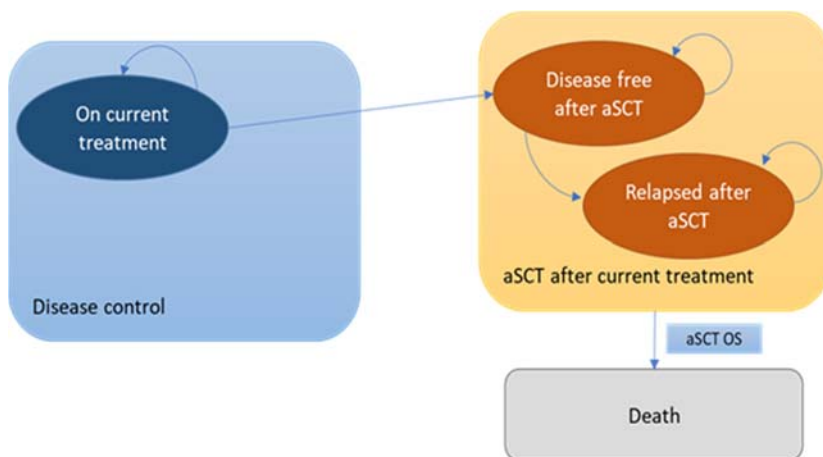 On current
treatment
Disease control
Disease free
after aSCT
Relapsed after
aSCT
aSCT after current treatment
aSCT OS
Death